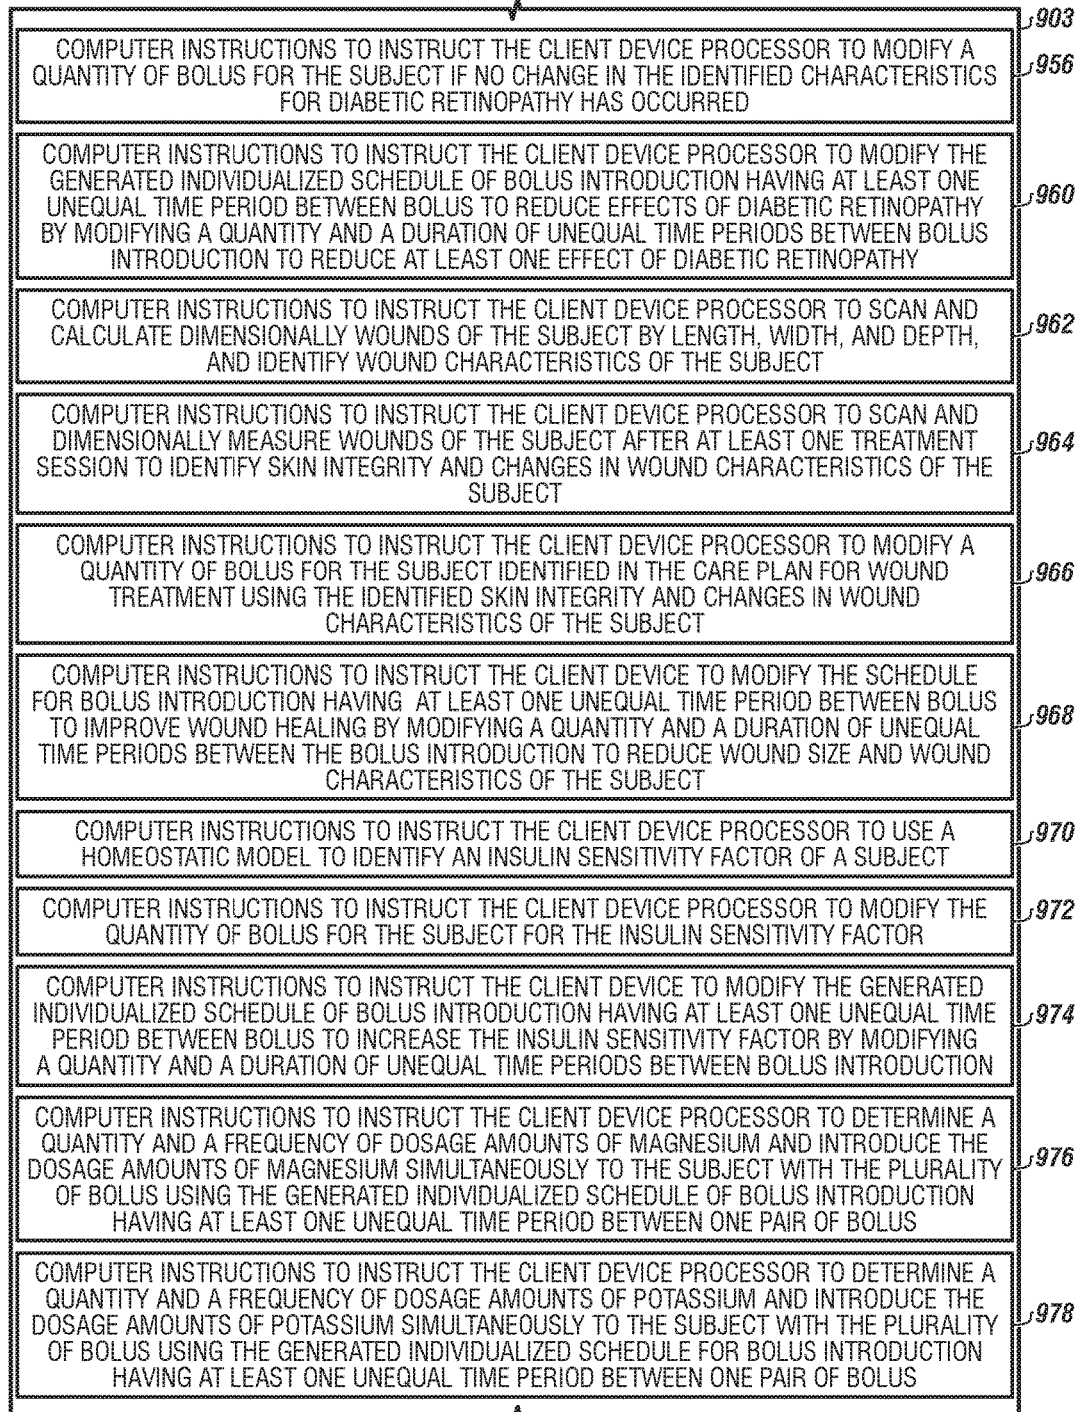 903
COMPUTER INSTRUCTIONS TO INSTRUCT THE CLIENT DEVICE PROCESSOR TO MODIFY A
QUANTITY OF BOLUS FOR THE SUBJECT IF NO CHANGE IN THE IDENTIFIED CHARACTERISTICS
FOR DIABETIC RETINOPATHY HAS OCCURRED
956
COMPUTER INSTRUCTIONS TO INSTRUCT THE CLIENT DEVICE PROCESSOR TO MODIFY THE
GENERATED INDIVIDUALIZED SCHEDULE OF BOLUS INTRODUCTION HAVING AT LEAST ONE
UNEQUAL TIME PERIOD BETWEEN BOLUS TO REDUCE EFFECTS OF DIABETIC RETINOPATHY
BY MODIFYING A QUANTITY AND A DURATION OF UNEQUAL TIME PERIODS BETWEEN BOLUS
INTRODUCTION TO REDUCE AT LEAST ONE EFFECT OF DIABETIC RETINOPATHY
960
COMPUTER INSTRUCTIONS TO INSTRUCT THE CLIENT DEVICE PROCESSOR TO SCAN AND
CALCULATE DIMENSIONALLY WOUNDS OF THE SUBJECT BY LENGTH, WIDTH, AND DEPTH,
AND IDENTIFY WOUND CHARACTERISTICS OF THE SUBJECT
962
COMPUTER INSTRUCTIONS TO INSTRUCT THE CLIENT DEVICE PROCESSOR TO SCAN AND
DIMENSIONALLY MEASURE WOUNDS OF THE SUBJECT AFTER AT LEAST ONE TREATMENT
SESSION TO IDENTIFY SKIN INTEGRITY AND CHANGES IN WOUND CHARACTERISTICS OF THE
SUBJECT
964
COMPUTER INSTRUCTIONS TO INSTRUCT THE CLIENT DEVICE PROCESSOR TO MODIFY A
QUANTITY OF BOLUS FOR THE SUBJECT IDENTIFIED IN THE CARE PLAN FOR WOUND
TREATMENT USING THE IDENTIFIED SKIN INTEGRITY AND CHANGES IN WOUND
CHARACTERISTICS OF THE SUBJECT
966
COMPUTER INSTRUCTIONS TO INSTRUCT THE CLIENT DEVICE TO MODIFY THE SCHEDULE
FOR BOLUS INTRODUCTION HAVING AT LEAST ONE UNEQUAL TIME PERIOD BETWEEN BOLUS
TO IMPROVE WOUND HEALING BY MODIFYING A QUANTITY AND A DURATION OF UNEQUAL
TIME PERIODS BETWEEN THE BOLUS INTRODUCTION TO REDUCE WOUND SIZE AND WOUND
CHARACTERISTICS OF THE SUBJECT
968
COMPUTER INSTRUCTIONS TO INSTRUCT THE CLIENT DEVICE PROCESSOR TO USE A
HOMEOSTATIC MODEL TO IDENTIFY AN INSULIN SENSITIVITY FACTOR OF A SUBJECT
970
COMPUTER INSTRUCTIONS TO INSTRUCT THE CLIENT DEVICE PROCESSOR TO MODIFY THE
QUANTITY OF BOLUS FOR THE SUBJECT FOR THE INSULIN SENSITIVITY FACTOR
972
COMPUTER INSTRUCTIONS TO INSTRUCT THE CLIENT DEVICE TO MODIFY THE GENERATED
INDIVIDUALIZED SCHEDULE OF BOLUS INTRODUCTION HAVING AT LEAST ONE UNEQUAL TIME
PERIOD BETWEEN BOLUS TO INCREASE THE INSULIN SENSITIVITY FACTOR BY MODIFYING
A QUANTITY AND A DURATION OF UNEQUAL TIME PERIODS BETWEEN BOLUS INTRODUCTION
974
COMPUTER INSTRUCTIONS TO INSTRUCT THE CLIENT DEVICE PROCESSOR TO DETERMINE A
QUANTITY AND A FREQUENCY OF DOSAGE AMOUNTS OF MAGNESIUM AND INTRODUCE THE
DOSAGE AMOUNTS OF MAGNESIUM SIMULTANEOUSLY TO THE SUBJECT WITH THE PLURALITY
OF BOLUS USING THE GENERATED INDIVIDUALIZED SCHEDULE OF BOLUS INTRODUCTION
HAVING AT LEAST ONE UNEQUAL TIME PERIOD BETWEEN ONE PAIR OF BOLUS
976
COMPUTER INSTRUCTIONS TO INSTRUCT THE CLIENT DEVICE PROCESSOR TO DETERMINE A
QUANTITY AND A FREQUENCY OF DOSAGE AMOUNTS OF POTASSIUM AND INTRODUCE THE
DOSAGE AMOUNTS OF POTASSIUM SIMULTANEOUSLY TO THE SUBJECT WITH THE PLURALITY
OF BOLUS USING THE GENERATED INDIVIDUALIZED SCHEDULE FOR BOLUS INTRODUCTION
HAVING AT LEAST ONE UNEQUAL TIME PERIOD BETWEEN ONE PAIR OF BOLUS
978